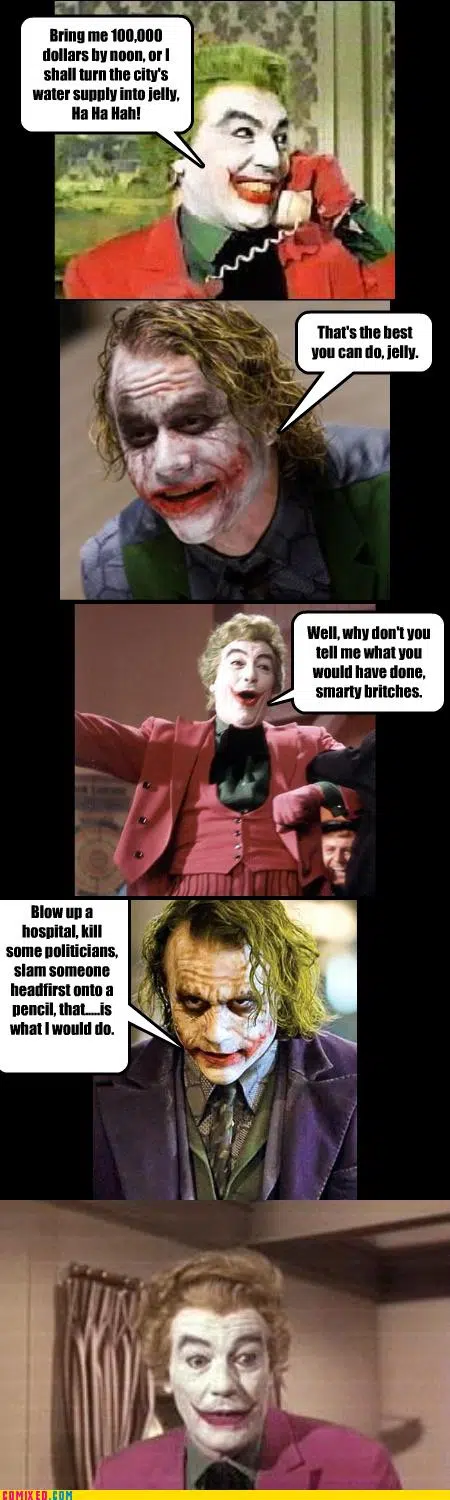 Bring me 100,000
dollars by noon, or I
shall turn the city's
water supply into jelly,
Ha Ha Hah!
That's the best
you can do, jelly.
Well, why don't you
tell me what you
would have done,
smarty britches.
Blow up a
hospital, kill
some politicians,
slam someone
headfirst onto a
pencil, that.....is
what I would do.
COMIXED.COM